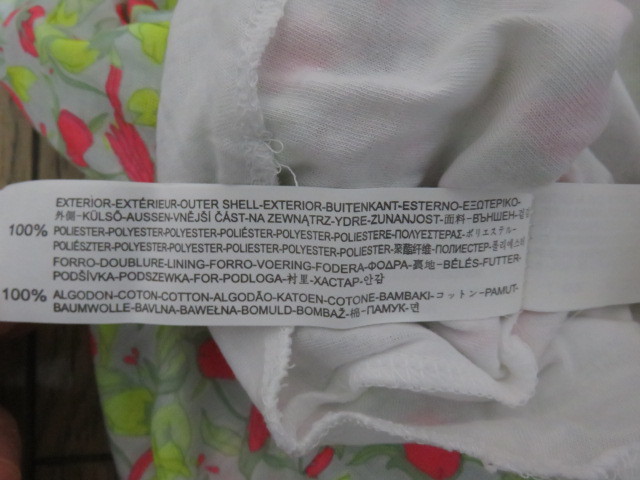 EXTERIOR-EXTÉRIEUR-OUTER SHELL-EXTERIOR-BUITENKANT-ESTERNO-ΕΞΩΤΕΡΙΚΟ-
外側-KÜLSŐ-AUSSEN-VNĚJŠÍ ČÁST-NA ZEWNĄTRZ-YDRE-ZUNANJOST-面料-ВЪНШЕН-겉감
100% POLIESTER-POLYESTER-POLYESTER-POLIÉSTER-POLYESTER-POLIESTERE-ΠΟΛΥΕΣΤΕΡΑΣ-ポリエステル-
POLIÉSZTER-POLYESTER-POLYESTER-POLIESTER-POLYESTER-POLIESTER-聚酯纤维-ПОЛИЕСТЕР-폴리에스테르
FORRO-DOUBLURE-LINING-FORRO-VOERING-FODERA-ΦΟΔΡΑ-裏地-BÉLÉS-FUTTER-
PODŠÍVKA-PODSZEWKA-FOR-PODLOGA-村里-ХАСТАР-안감
100% ALGODON-COTON-COTTON-ALGODÃO-KATOEN-COTONE-BAMBAKI-コットン-PAMUT-
BAUMWOLLE-BAVLNA-BAWEŁNA-BOMULD-BOMBAŽ-棉-ПАМУК-면